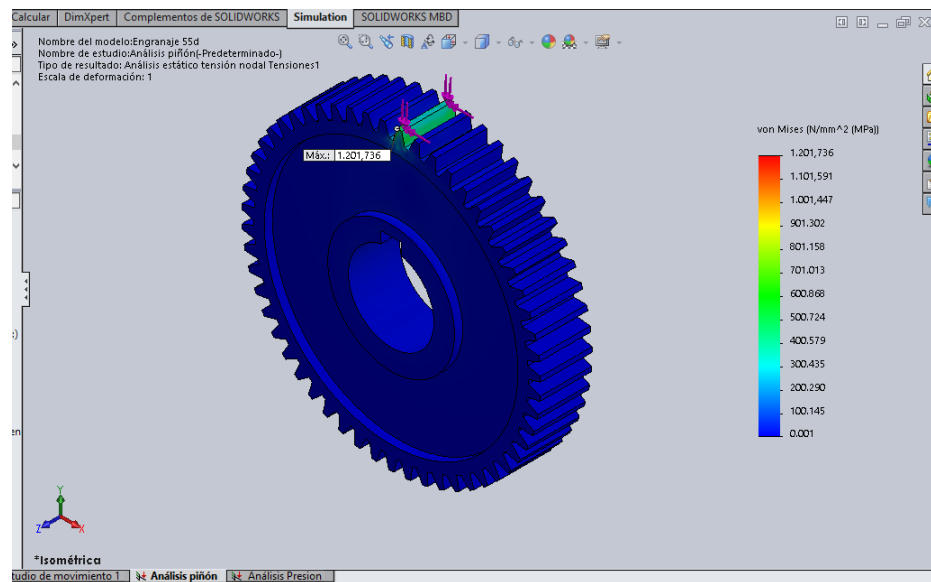 Calcular DimXpert Complementos de SOLIDWORKS Simulation SOLIDWORKS MBD
Nombre del modelo:Engranaje 55d
Nombre de estudio:Análisis piñón(-Predeterminado-)
Tipo de resultado: Análisis estático tensión nodal Tensiones1
Escala de deformación: 1
Máx.: 1.201,736
von Mises (N/mm^2 (MPa))
1.201,736
1.101,591
1.001,447
901.302
801.158
701.013
600.868
500.724
400.579
300.435
200.290
100.145
0.001
Y
Z
X
*Isométrica
tudio de movimiento 1 Análisis piñón Análisis Presion